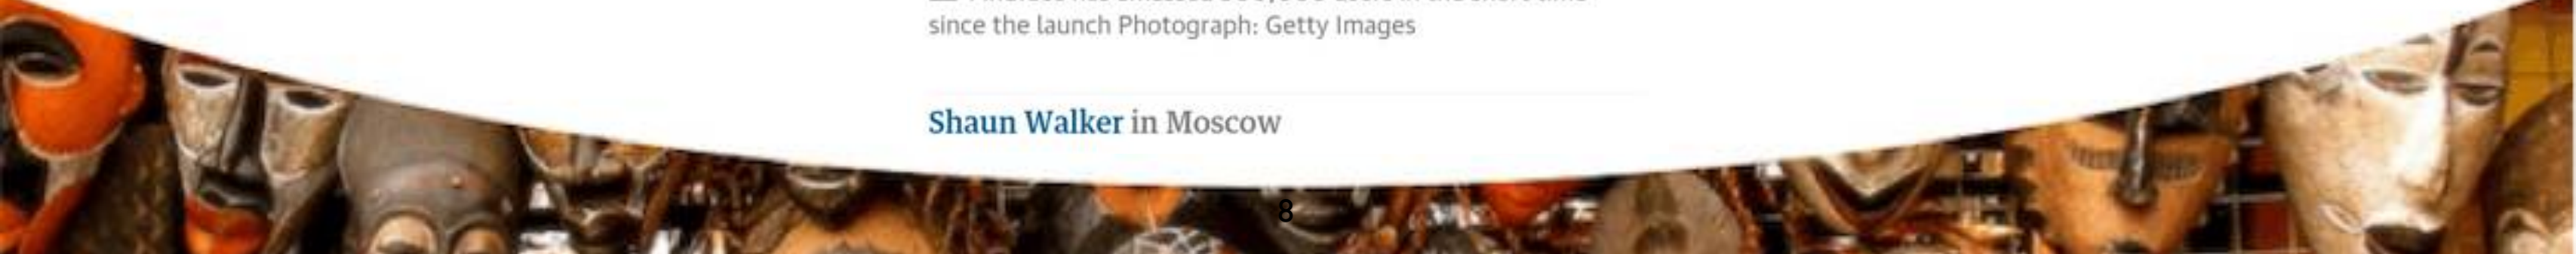 since the launch Photograph: Getty Images
Shaun Walker in Moscow
8